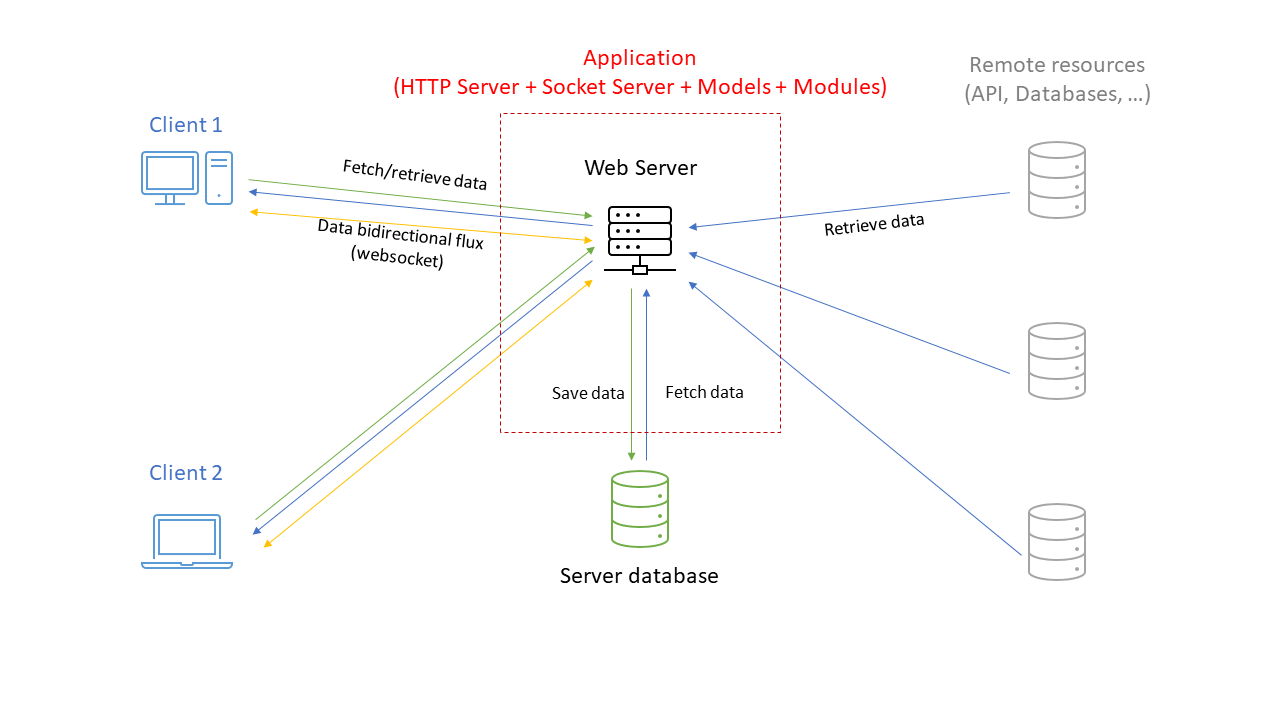 Application
(HTTP Server + Socket Server + Models + Modules)
Remote resources
(API, Databases, ...)
Client 1
Web Server
Fetch/retrieve data
Data bidirectional flux
(websocket)
Retrieve data
Save data
Fetch data
Client 2
Server database